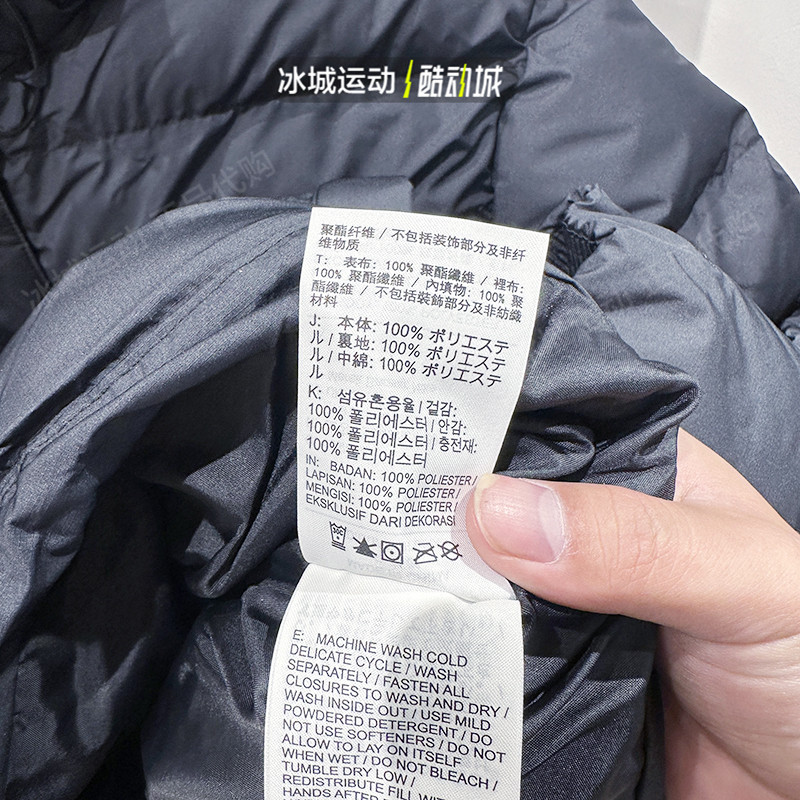 冰城运动 酷动城
聚酯纤维 / 不包括装饰部分及非纤
维物质
T: 表布: 100% 聚酯纖維 / 裡布:
100% 聚酯纖維 / 內填物: 100% 聚
酯纖維 / 不包括裝飾部分及非紡織
材料
J: 本体: 100% ポリエステ
ル / 裏地: 100% ポリエステ
ル / 中綿: 100% ポリエステ
ル
K: 섬유혼용율 / 겉감:
100% 폴리에스터 / 안감:
100% 폴리에스터 / 충전재:
100% 폴리에스터
IN: BADAN: 100% POLIESTER /
LAPISAN: 100% POLIESTER /
MENGISI: 100% POLIESTER /
EKSKLUSIF DARI DEKORASI
E: MACHINE WASH COLD
DELICATE CYCLE / WASH
SEPARATELY / FASTEN ALL
CLOSURES TO WASH AND DRY /
WASH INSIDE OUT / USE MILD
POWDERED DETERGENT / DO
NOT USE SOFTENERS / DO NOT
ALLOW TO LAY ON ITSELF
WHEN WET / DO NOT BLEACH /
TUMBLE DRY LOW /
REDISTRIBUTE FILL WITH
HANDS AFTER